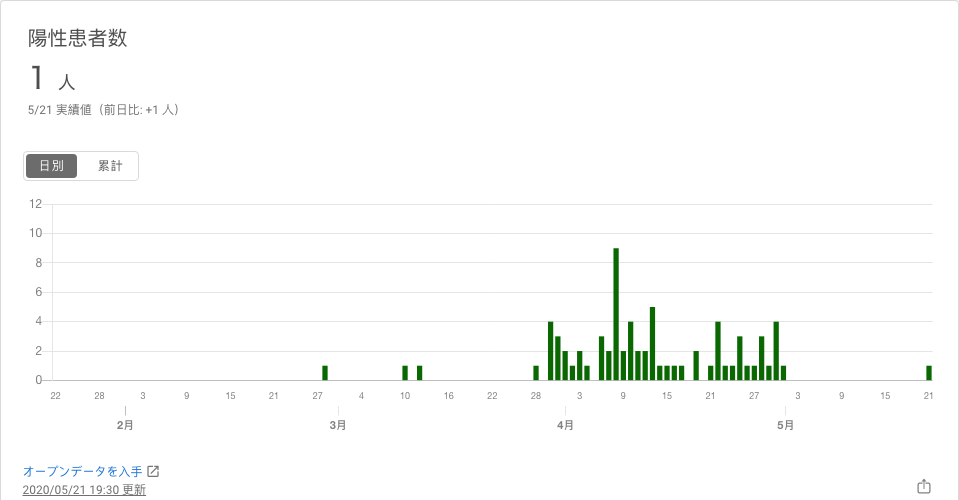 陽性患者数
1 人
5/21 実績値（前日比: +1 人）
日別 累計
12
10
8
6
4
2
0
22 28 3 9 15 21 27 4 10 16 22 28 3 9 15 21 27 3 9 15 21
2月 3月 4月 5月
オープンデータを入手
2020/05/21 19:30 更新